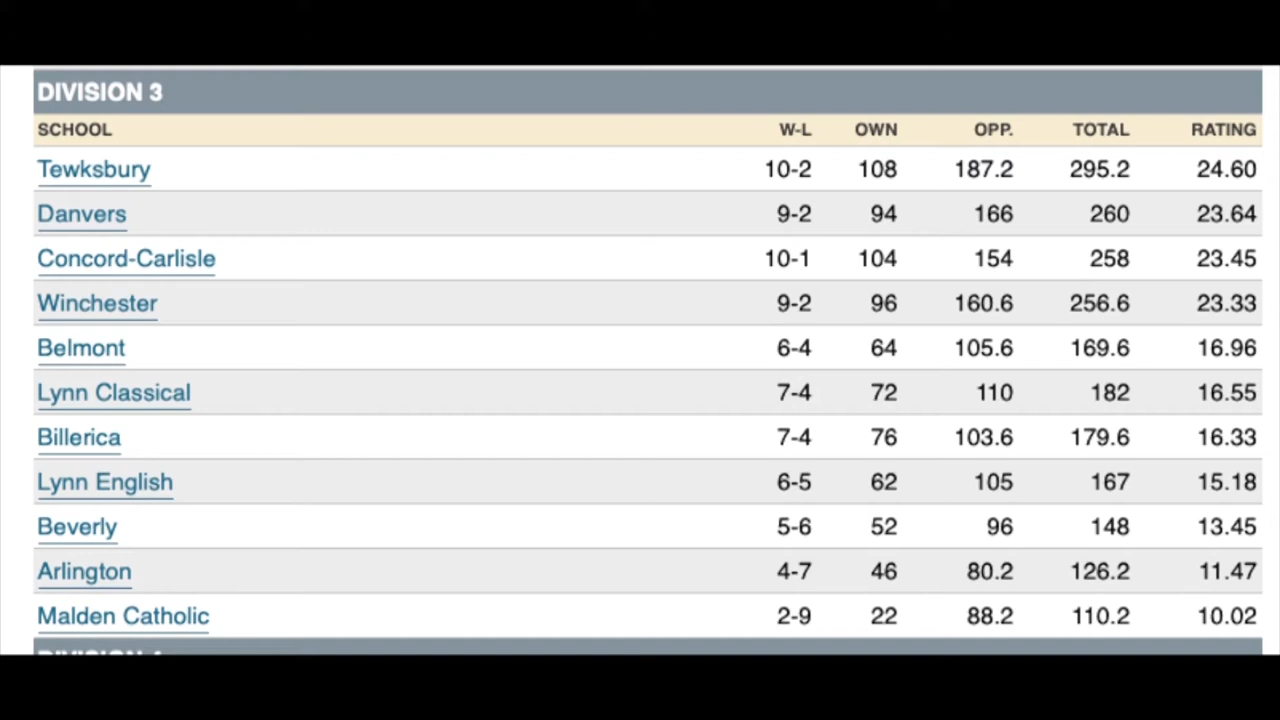 DIVISION 3
SCHOOL W-L OWN OPP. TOTAL RATING
Tewksbury 10-2 108 187.2 295.2 24.60
Danvers 9-2 94 166 260 23.64
Concord-Carlisle 10-1 104 154 258 23.45
Winchester 9-2 96 160.6 256.6 23.33
Belmont 6-4 64 105.6 169.6 16.96
Lynn Classical 7-4 72 110 182 16.55
Billerica 7-4 76 103.6 179.6 16.33
Lynn English 6-5 62 105 167 15.18
Beverly 5-6 52 96 148 13.45
Arlington 4-7 46 80.2 126.2 11.47
Malden Catholic 2-9 22 88.2 110.2 10.02